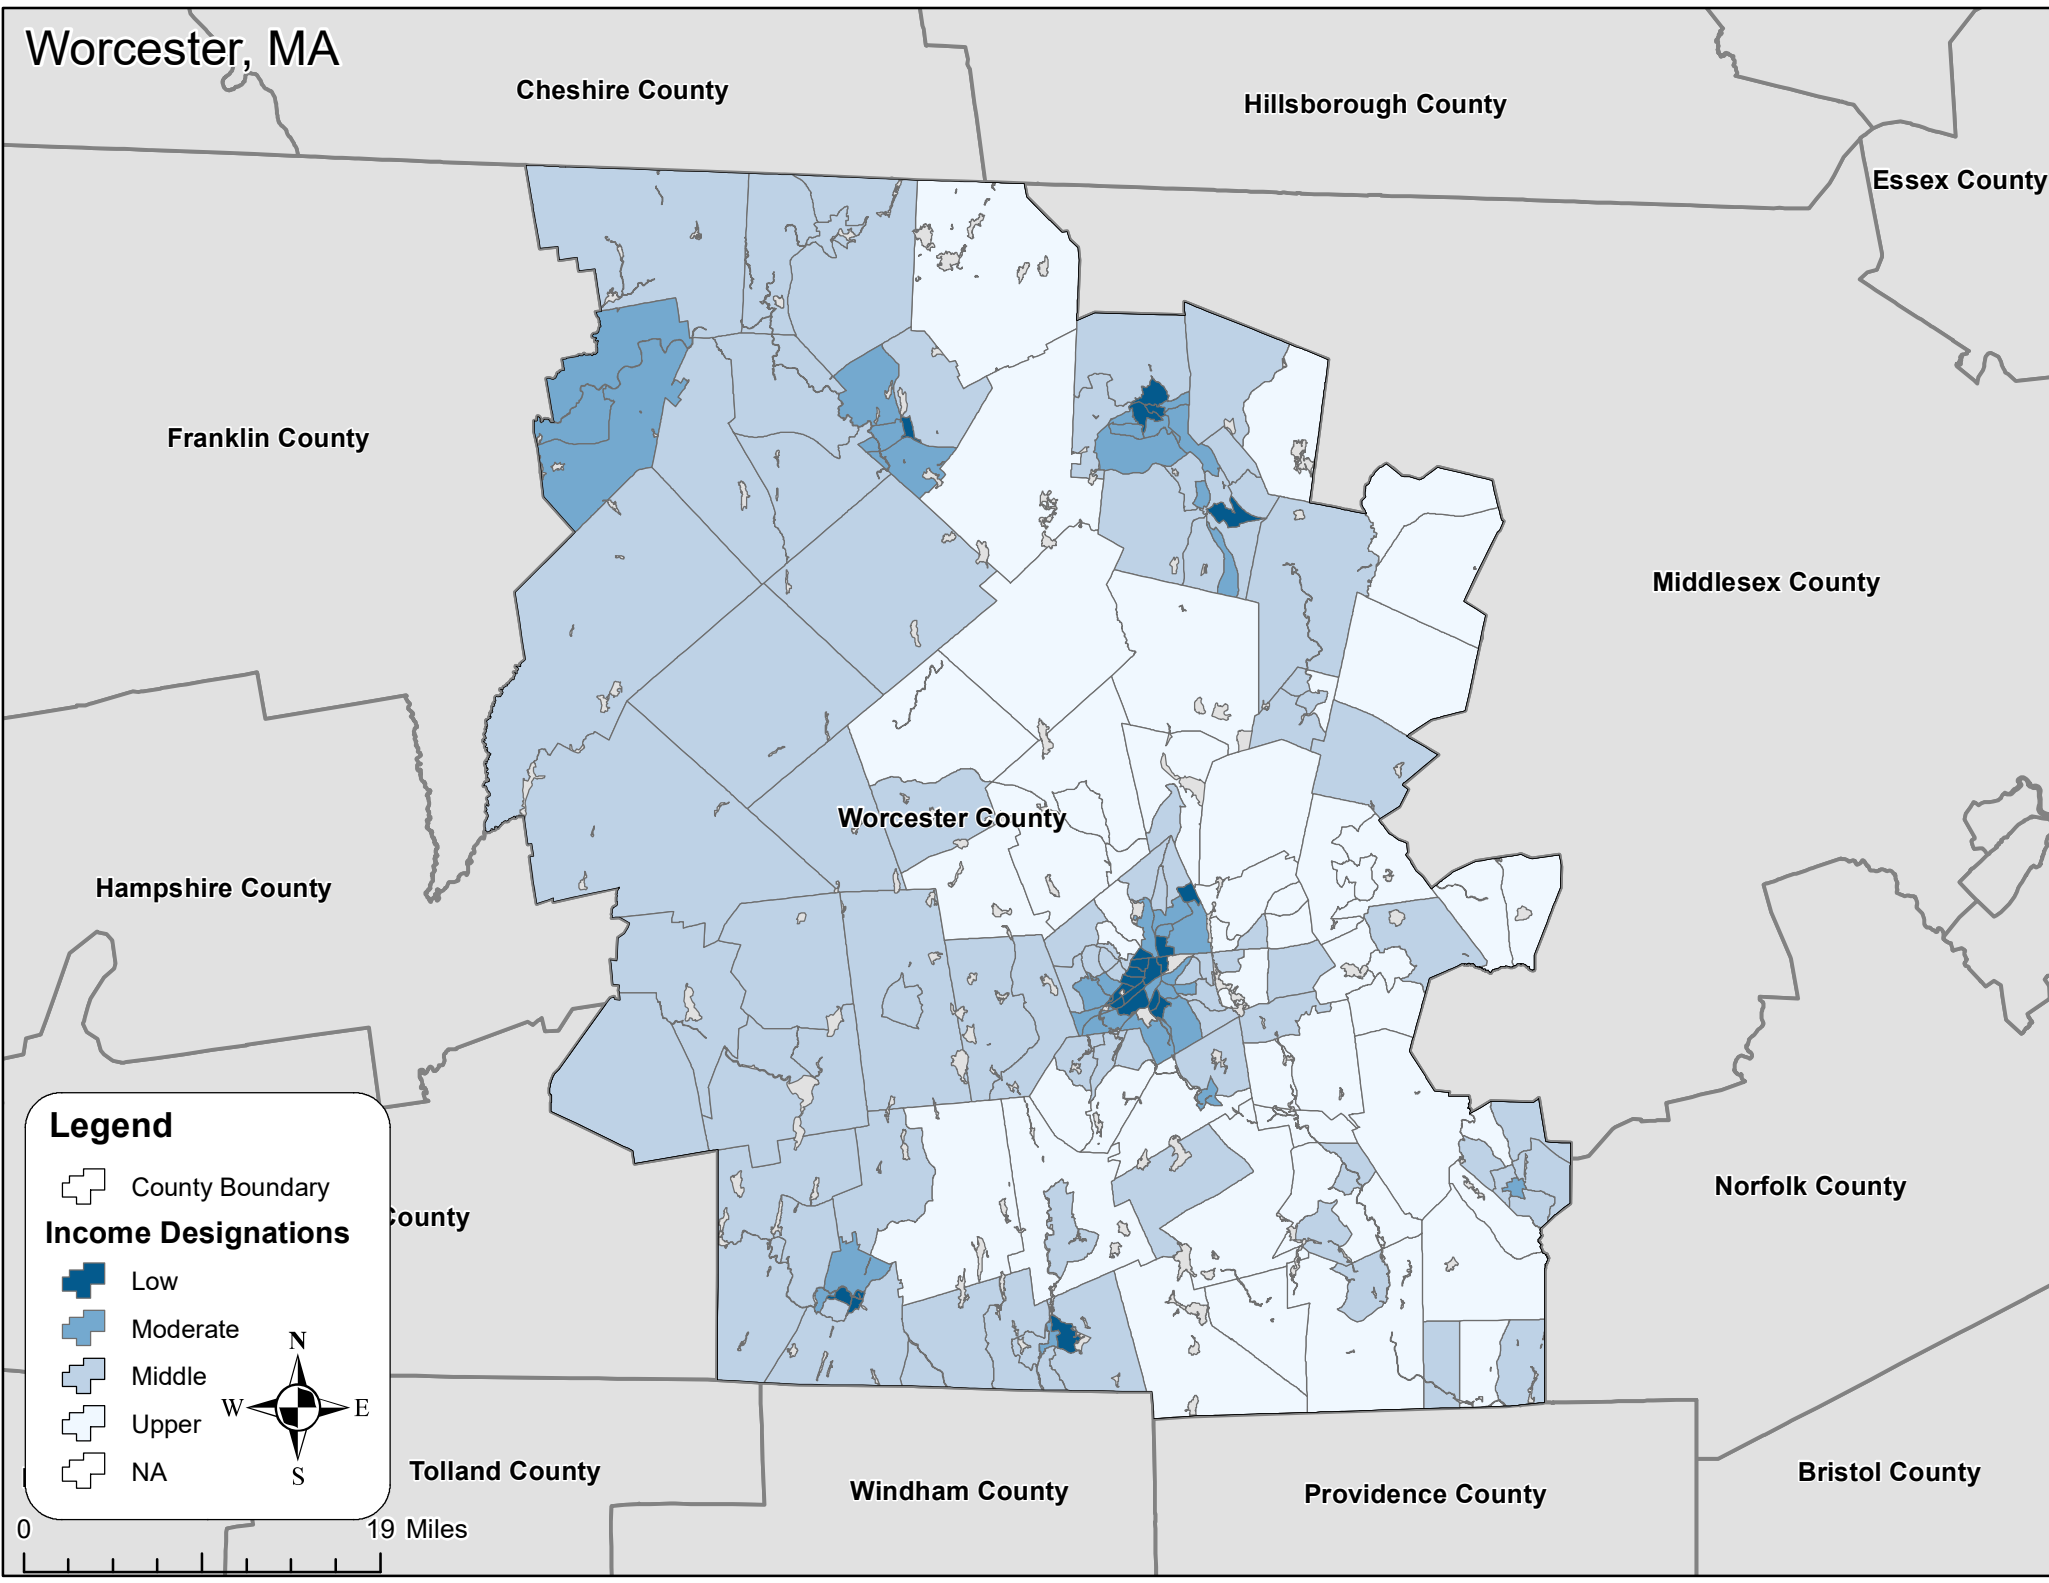 Worcester, MA
Cheshire County
Hillsborough County
Essex County
Franklin County
Middlesex County
Worcester County
Hampshire County
Norfolk County
County
Legend
County Boundary
Income Designations
Low
Moderate
Middle
Upper
NA
N
W E
S
Tolland County
Windham County
Providence County
Bristol County
0 19 Miles